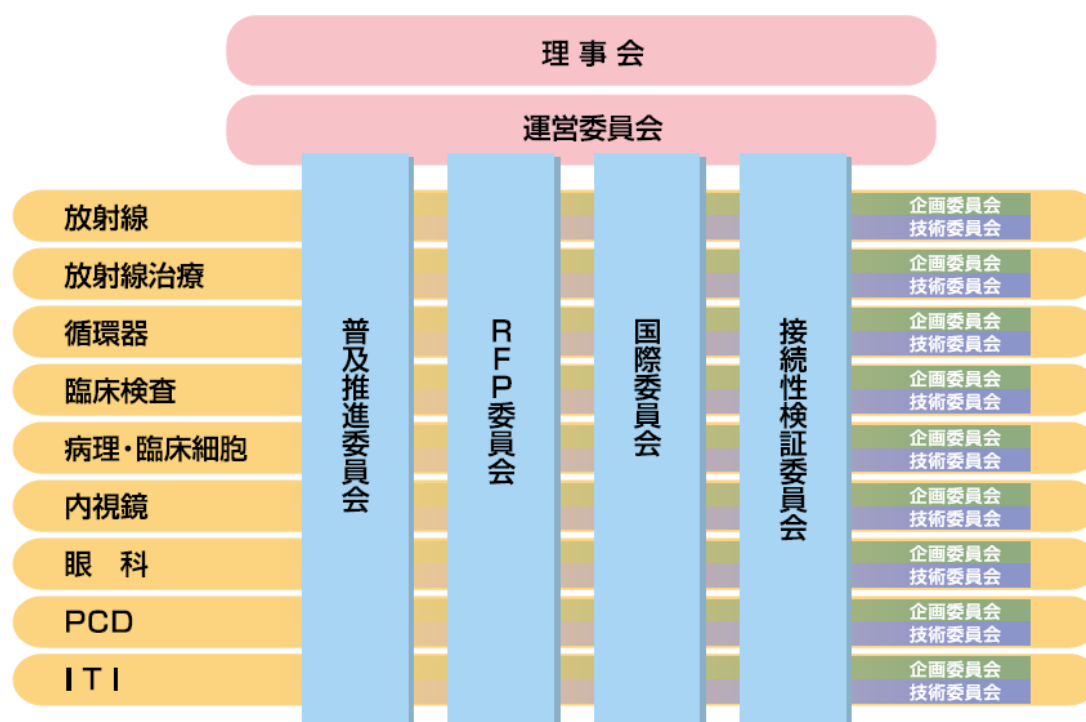 理事会
運営委員会
普及推進委員会
RFP委員会
国際委員会
接続性検証委員会
放射線
企画委員会
技術委員会
放射線治療
企画委員会
技術委員会
循環器
企画委員会
技術委員会
臨床検査
企画委員会
技術委員会
病理・臨床細胞
企画委員会
技術委員会
内視鏡
企画委員会
技術委員会
眼 科
企画委員会
技術委員会
PCD
企画委員会
技術委員会
ITI
企画委員会
技術委員会